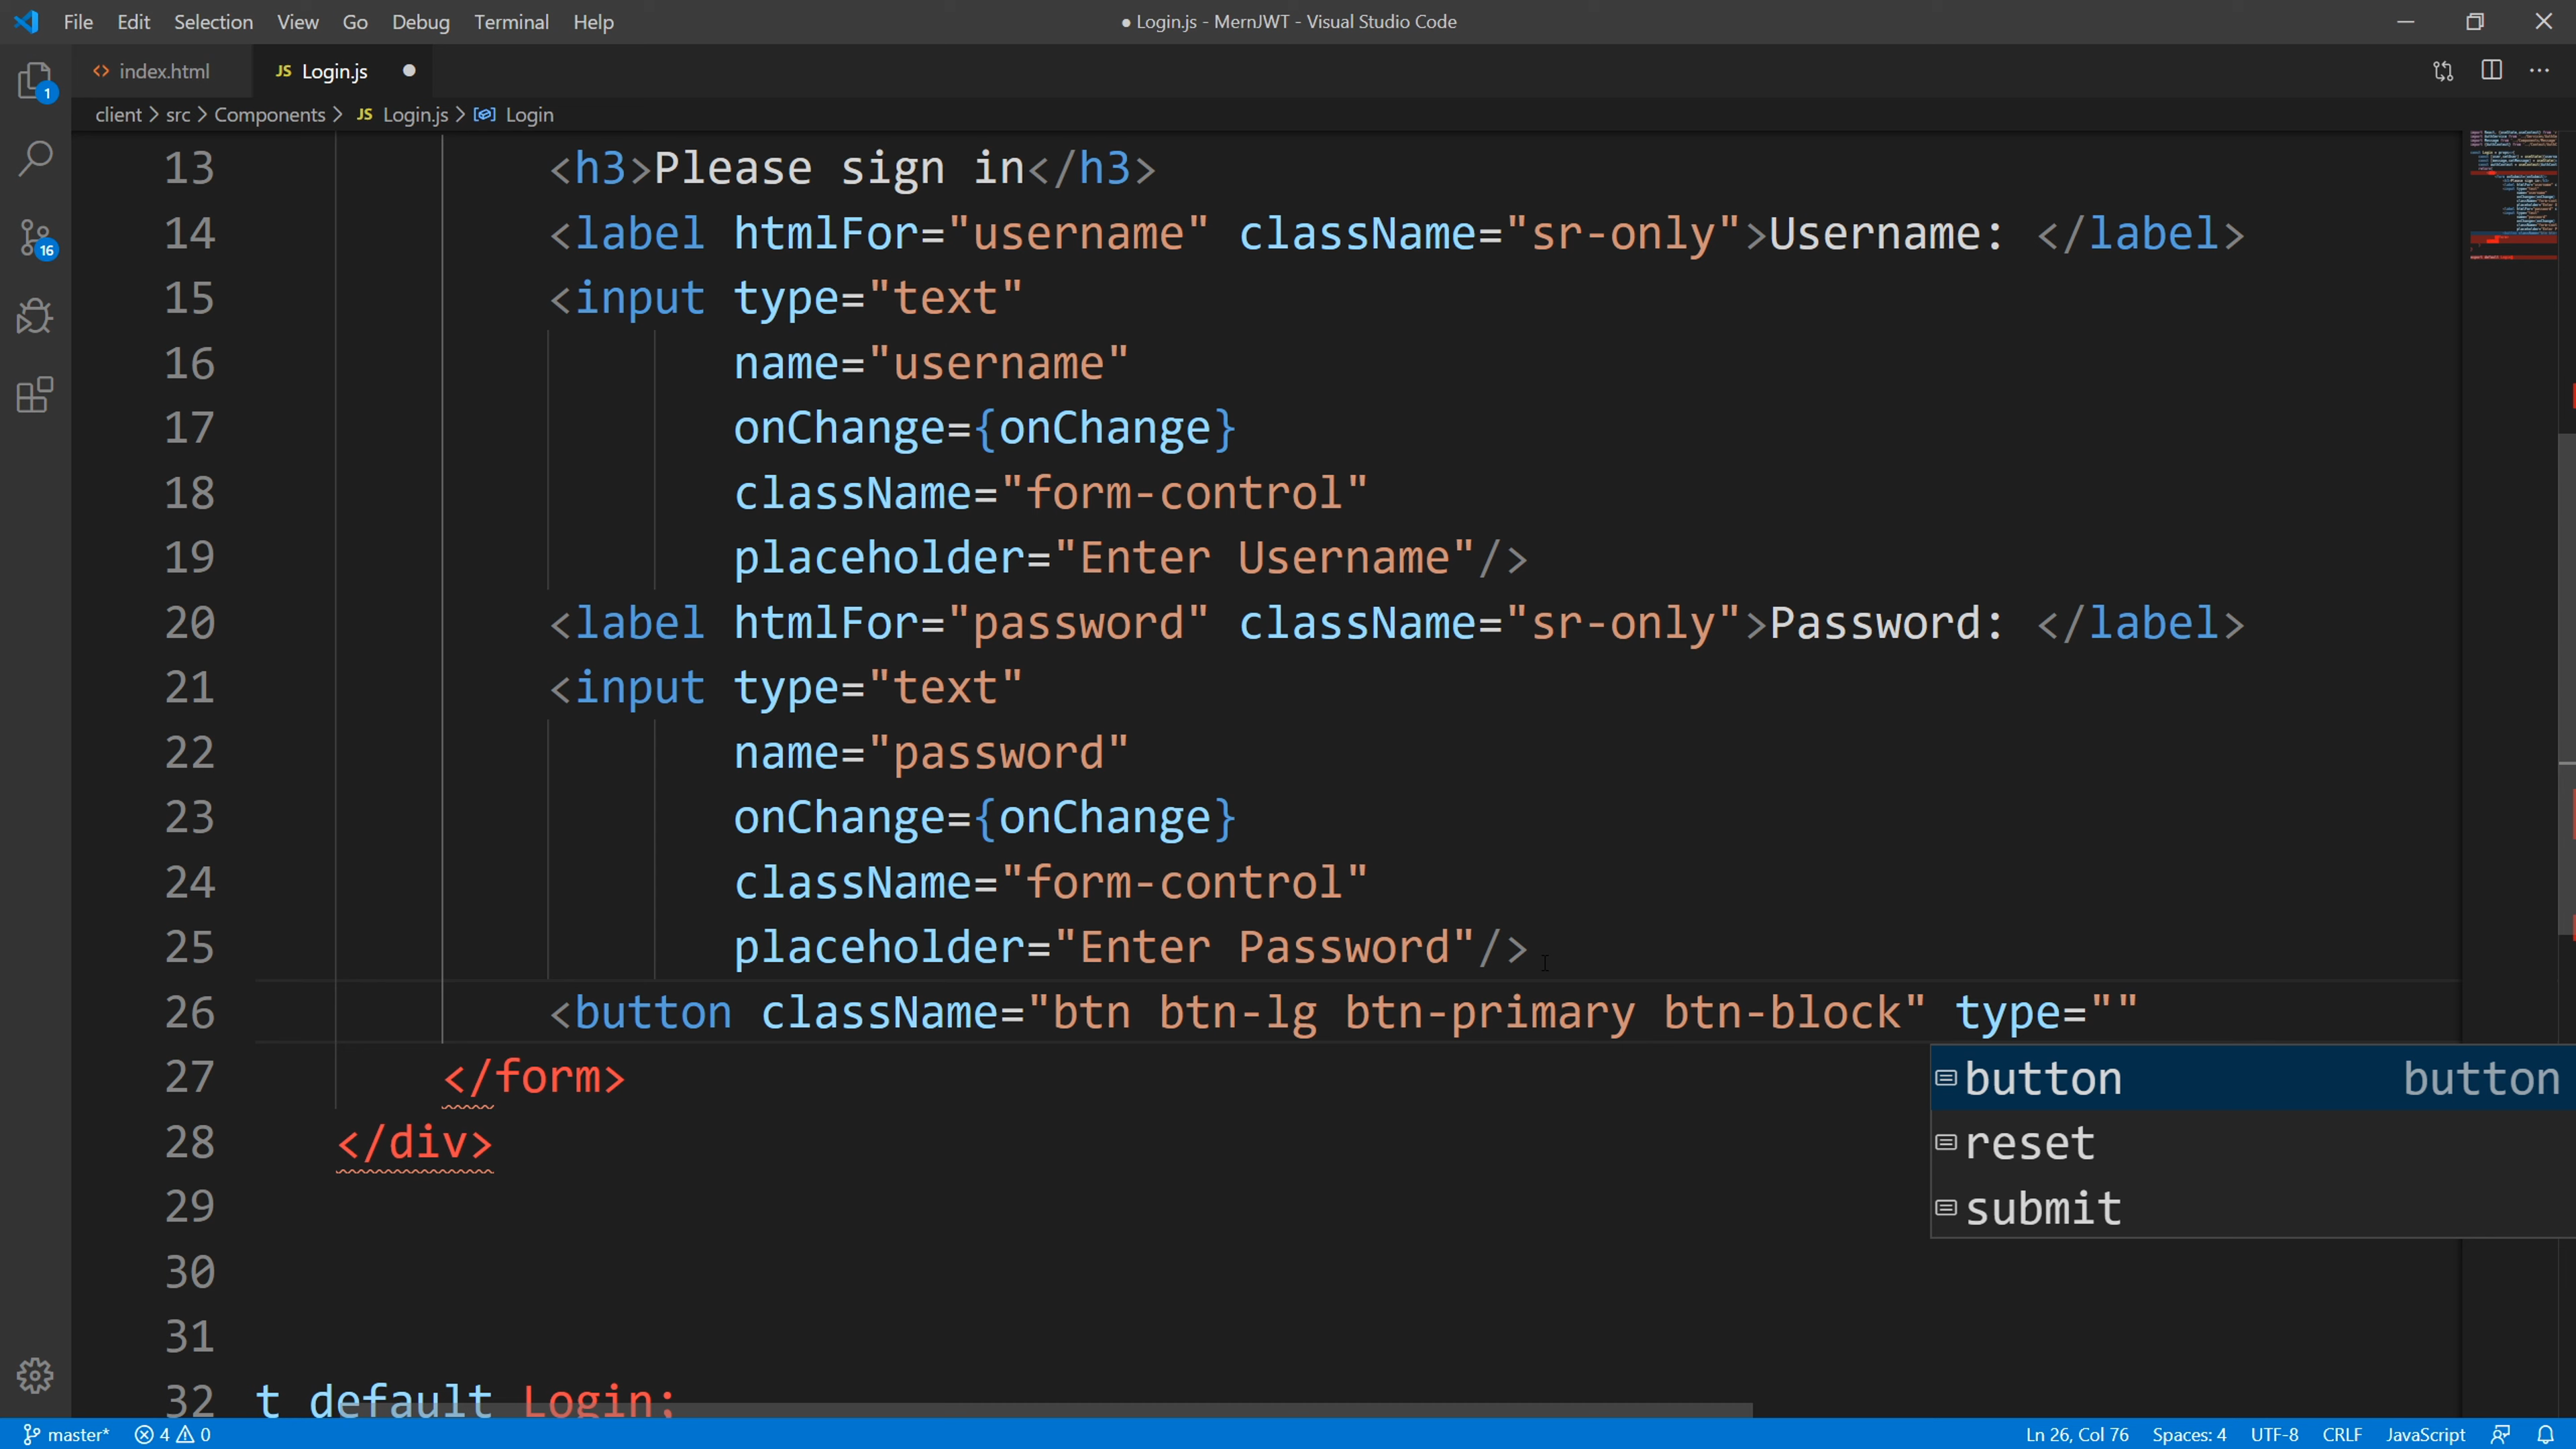 File Edit Selection View Go Debug Terminal Help
● Login.js - MernJWT - Visual Studio Code
<> index.html
JS Login.js ●
client > src > Components > JS Login.js > Login
1
16
13 <h3>Please sign in</h3>
14 <label htmlFor="username" className="sr-only">Username: </label>
15 <input type="text"
16 name="username"
17 onChange={onChange}
18 className="form-control"
19 placeholder="Enter Username"/>
20 <label htmlFor="password" className="sr-only">Password: </label>
21 <input type="text"
22 name="password"
23 onChange={onChange}
24 className="form-control"
25 placeholder="Enter Password"/>
26 <button className="btn btn-lg btn-primary btn-block" type=""
27 </form>
28 </div>
29
30
31
32 t default Login;
button button
reset
submit
master* 4 0
Ln 26, Col 76 Spaces: 4 UTF-8 CRLF JavaScript